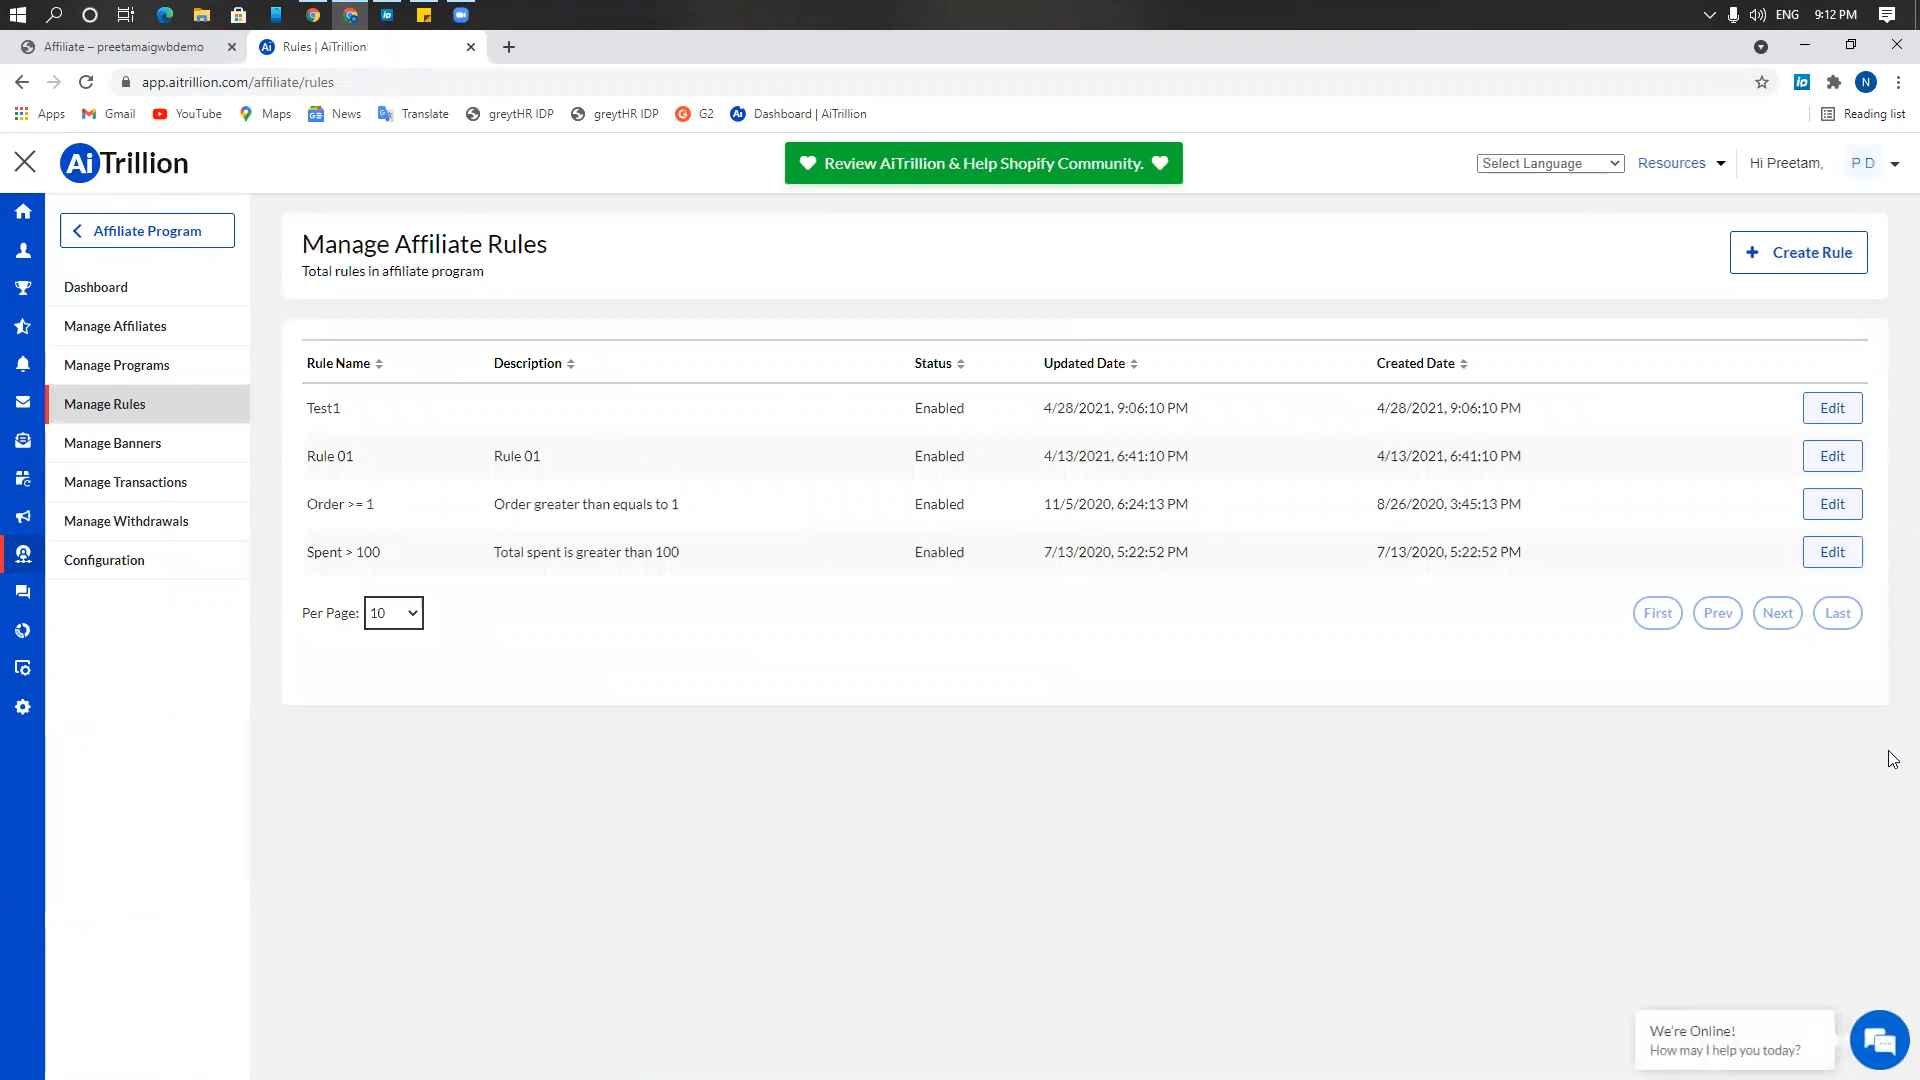 ENG 9:12 PM
Affiliate – preetamaigwbdemo
Ai Rules | AiTrillion
app.aitrillion.com/affiliate/rules
N
Apps Gmail YouTube Maps News Translate greytHR IDP greytHR IDP G2 Dashboard | AiTrillion Reading list
AiTrillion
Review AiTrillion & Help Shopify Community.
Select Language Resources Hi Preetam, P D
Affiliate Program
Dashboard
Manage Affiliates
Manage Programs
Manage Rules
Manage Banners
Manage Transactions
Manage Withdrawals
Configuration
Manage Affiliate Rules
Total rules in affiliate program
+ Create Rule
Rule Name Description Status Updated Date Created Date
Test1 Enabled 4/28/2021, 9:06:10 PM 4/28/2021, 9:06:10 PM Edit
Rule 01 Rule 01 Enabled 4/13/2021, 6:41:10 PM 4/13/2021, 6:41:10 PM Edit
Order >= 1 Order greater than equals to 1 Enabled 11/5/2020, 6:24:13 PM 8/26/2020, 3:45:13 PM Edit
Spent > 100 Total spent is greater than 100 Enabled 7/13/2020, 5:22:52 PM 7/13/2020, 5:22:52 PM Edit
Per Page: 10 First Prev Next Last
We're Online!
How may I help you today?